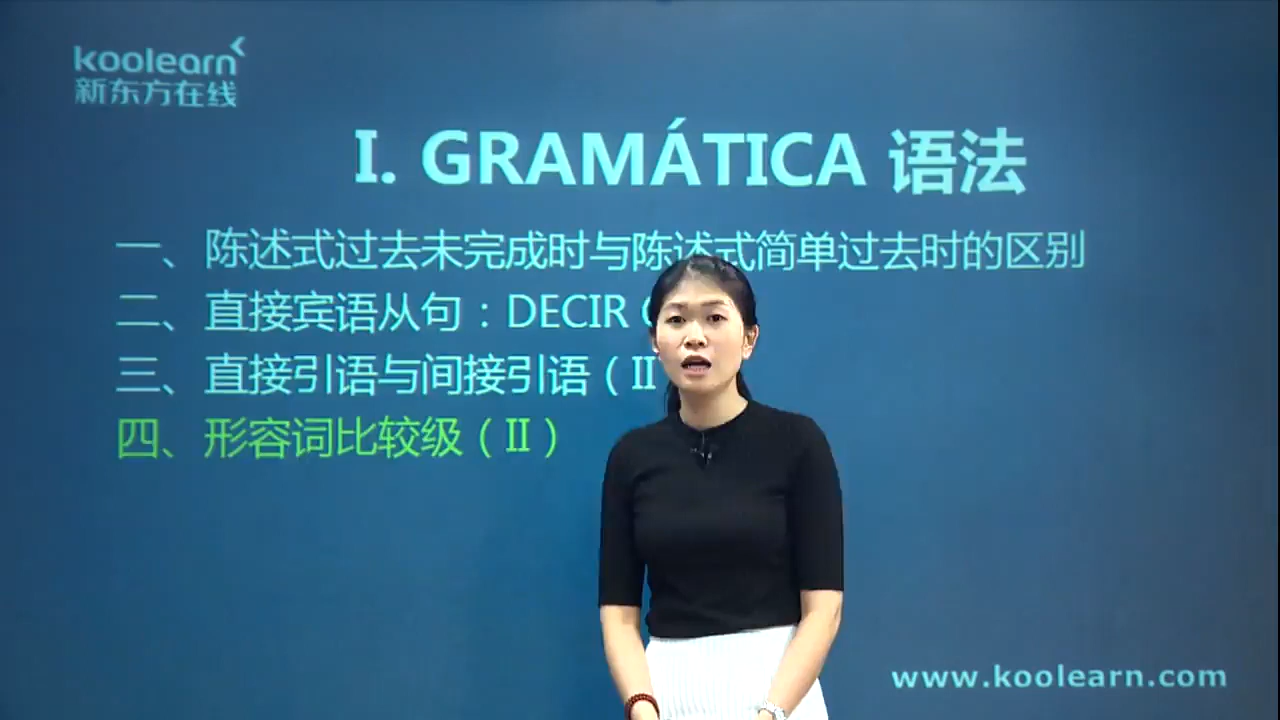 koolearn
新东方在线
I. GRAMÁTICA 语法
一、陈述式过去未完成时与陈述式简单过去时的区别
二、直接宾语从句：DECIR
三、直接引语与间接引语（II
四、形容词比较级（II）
www.koolearn.com